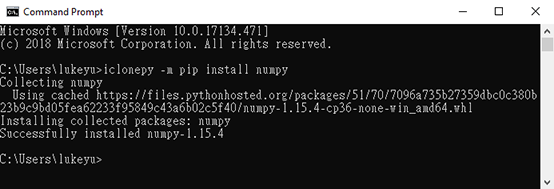 Command Prompt
Microsoft Windows [Version 10.0.17134.471]
(c) 2018 Microsoft Corporation. All rights reserved.
C:\Users\lukeyu>iclonepy -m pip install numpy
Collecting numpy
  Using cached https://files.pythonhosted.org/packages/51/70/7096a735b27359dbc0c380b
23b9c9bd05fea62233f95849c43a6b02c5f40/numpy-1.15.4-cp36-none-win_amd64.whl
Installing collected packages: numpy
Successfully installed numpy-1.15.4
C:\Users\lukeyu>